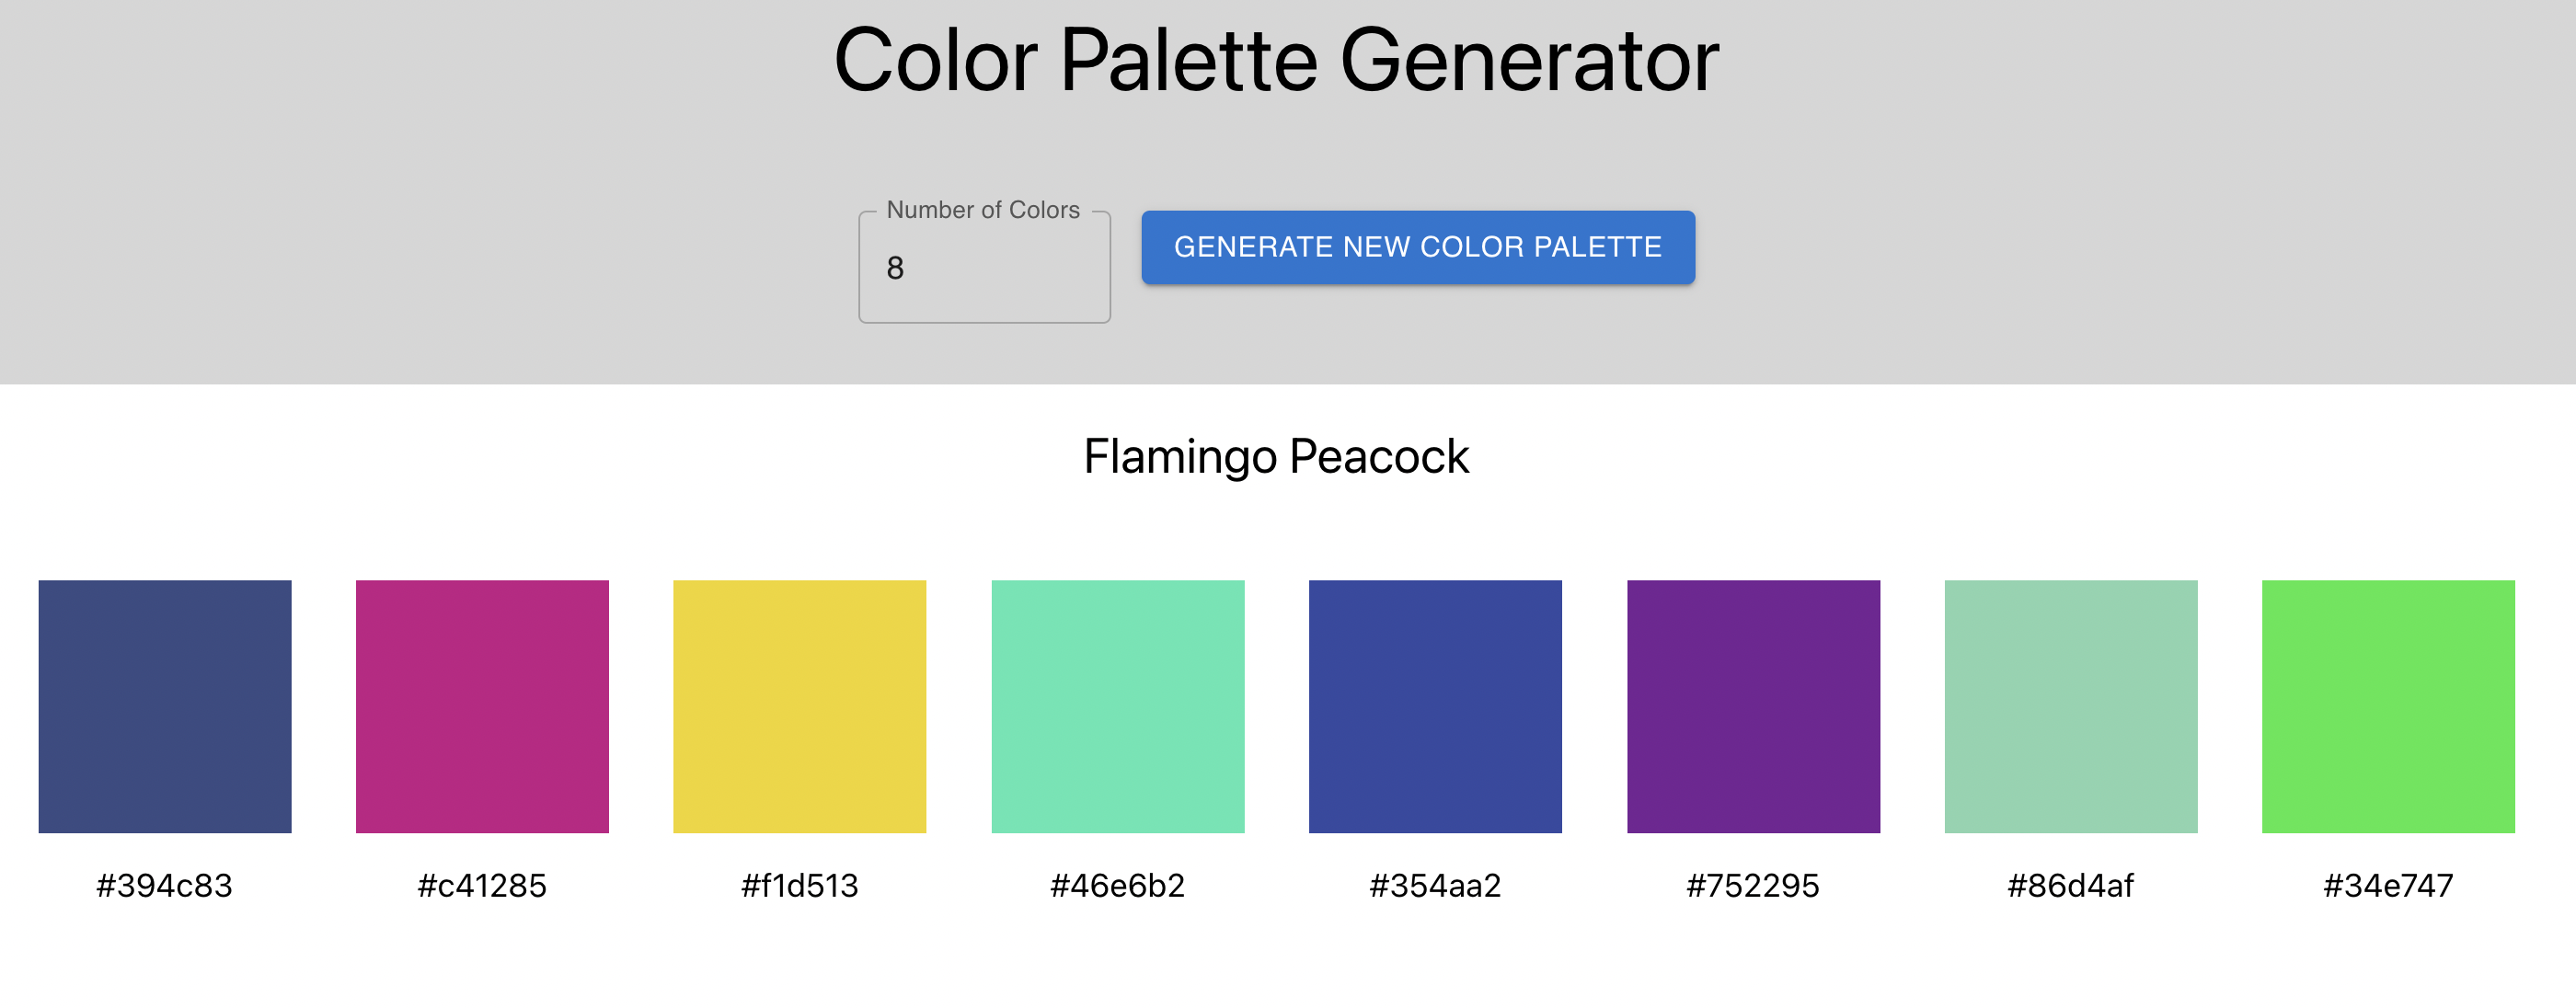 Color Palette Generator
Number of Colors
8
GENERATE NEW COLOR PALETTE
Flamingo Peacock
#394c83
#c41285
#f1d513
#46e6b2
#354aa2
#752295
#86d4af
#34e747